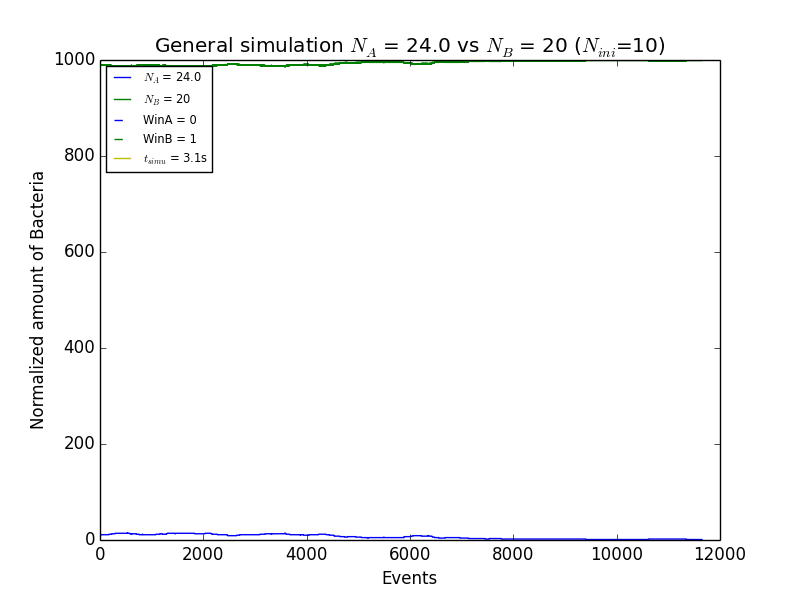 General simulation N_A = 24.0 vs N_B = 20 (N_ini=10)
1000
800
600
400
200
0
Normalized amount of Bacteria
N_A = 24.0
N_B = 20
WinA = 0
WinB = 1
t_simu = 3.1s
0 2000 4000 6000 8000 10000 12000
Events